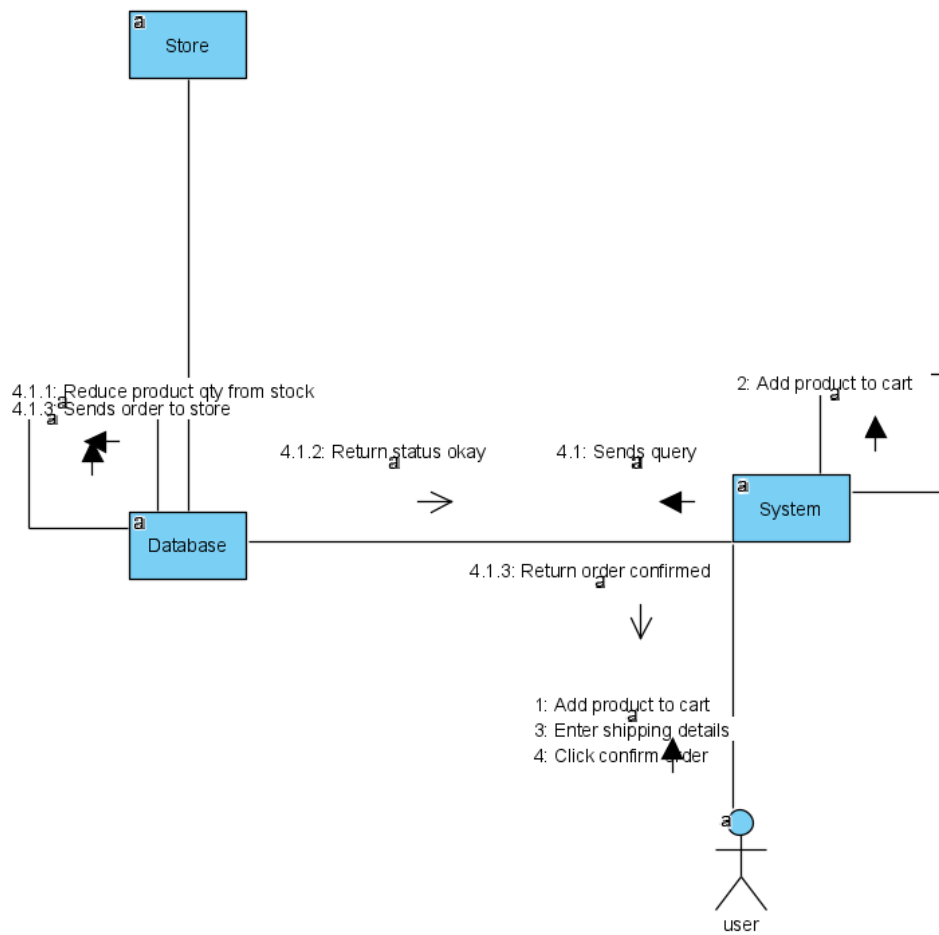 a
Store
4.1.1: Reduce product qty from stock
a
4.1.3: Sends order to store
a
2: Add product to cart
a
4.1.2: Return status okay
a
4.1: Sends query
a
a
System
a
Database
4.1.3: Return order confirmed
a
1: Add product to cart
a
3: Enter shipping details
4: Click confirm order
a
user